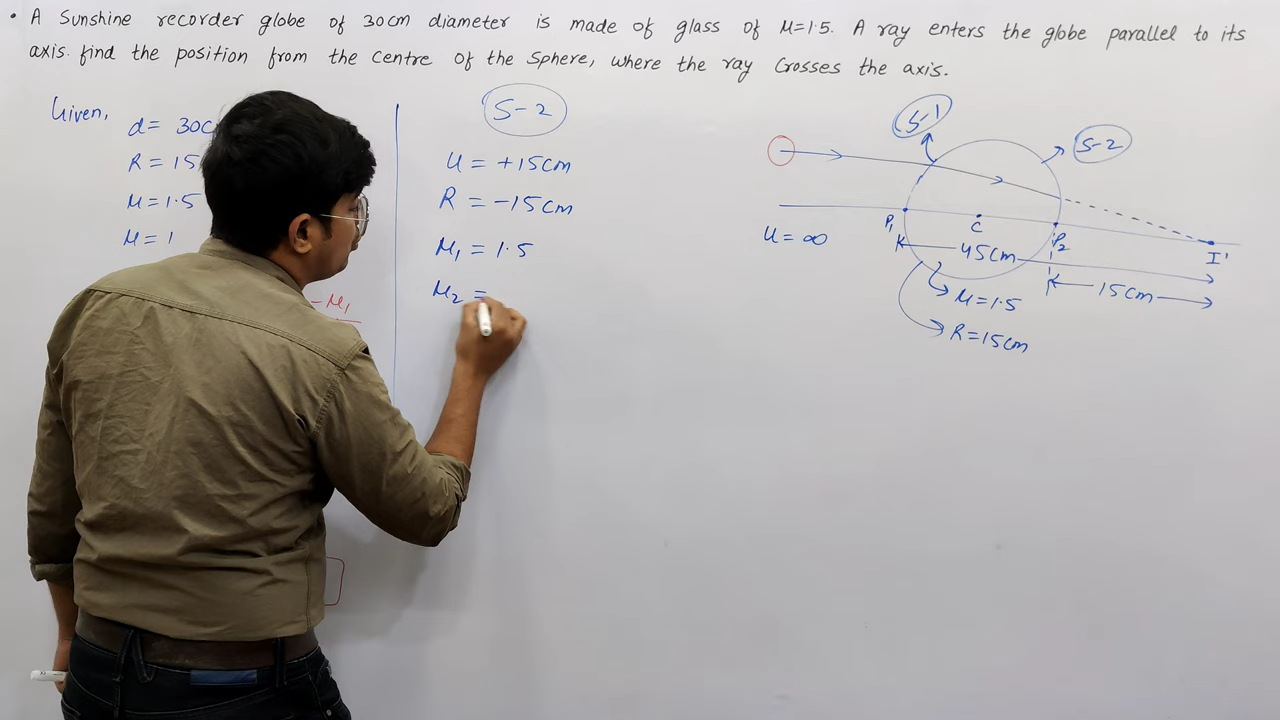 • A Sunshine recorder globe of 30cm diameter is made of glass of μ=1.5. A ray enters the globe parallel to its
axis. find the position from the Centre of the Sphere, where the ray Crosses the axis.
Given,
d = 30c
R = 15
μ = 1.5
μ = 1
- μ1
S-2
u = +15cm
R = -15cm
μ1 = 1.5
μ2 =
S-1
S-2
P1
C
P2
I'
u = ∞
45cm
15cm
μ=1.5
R=15cm